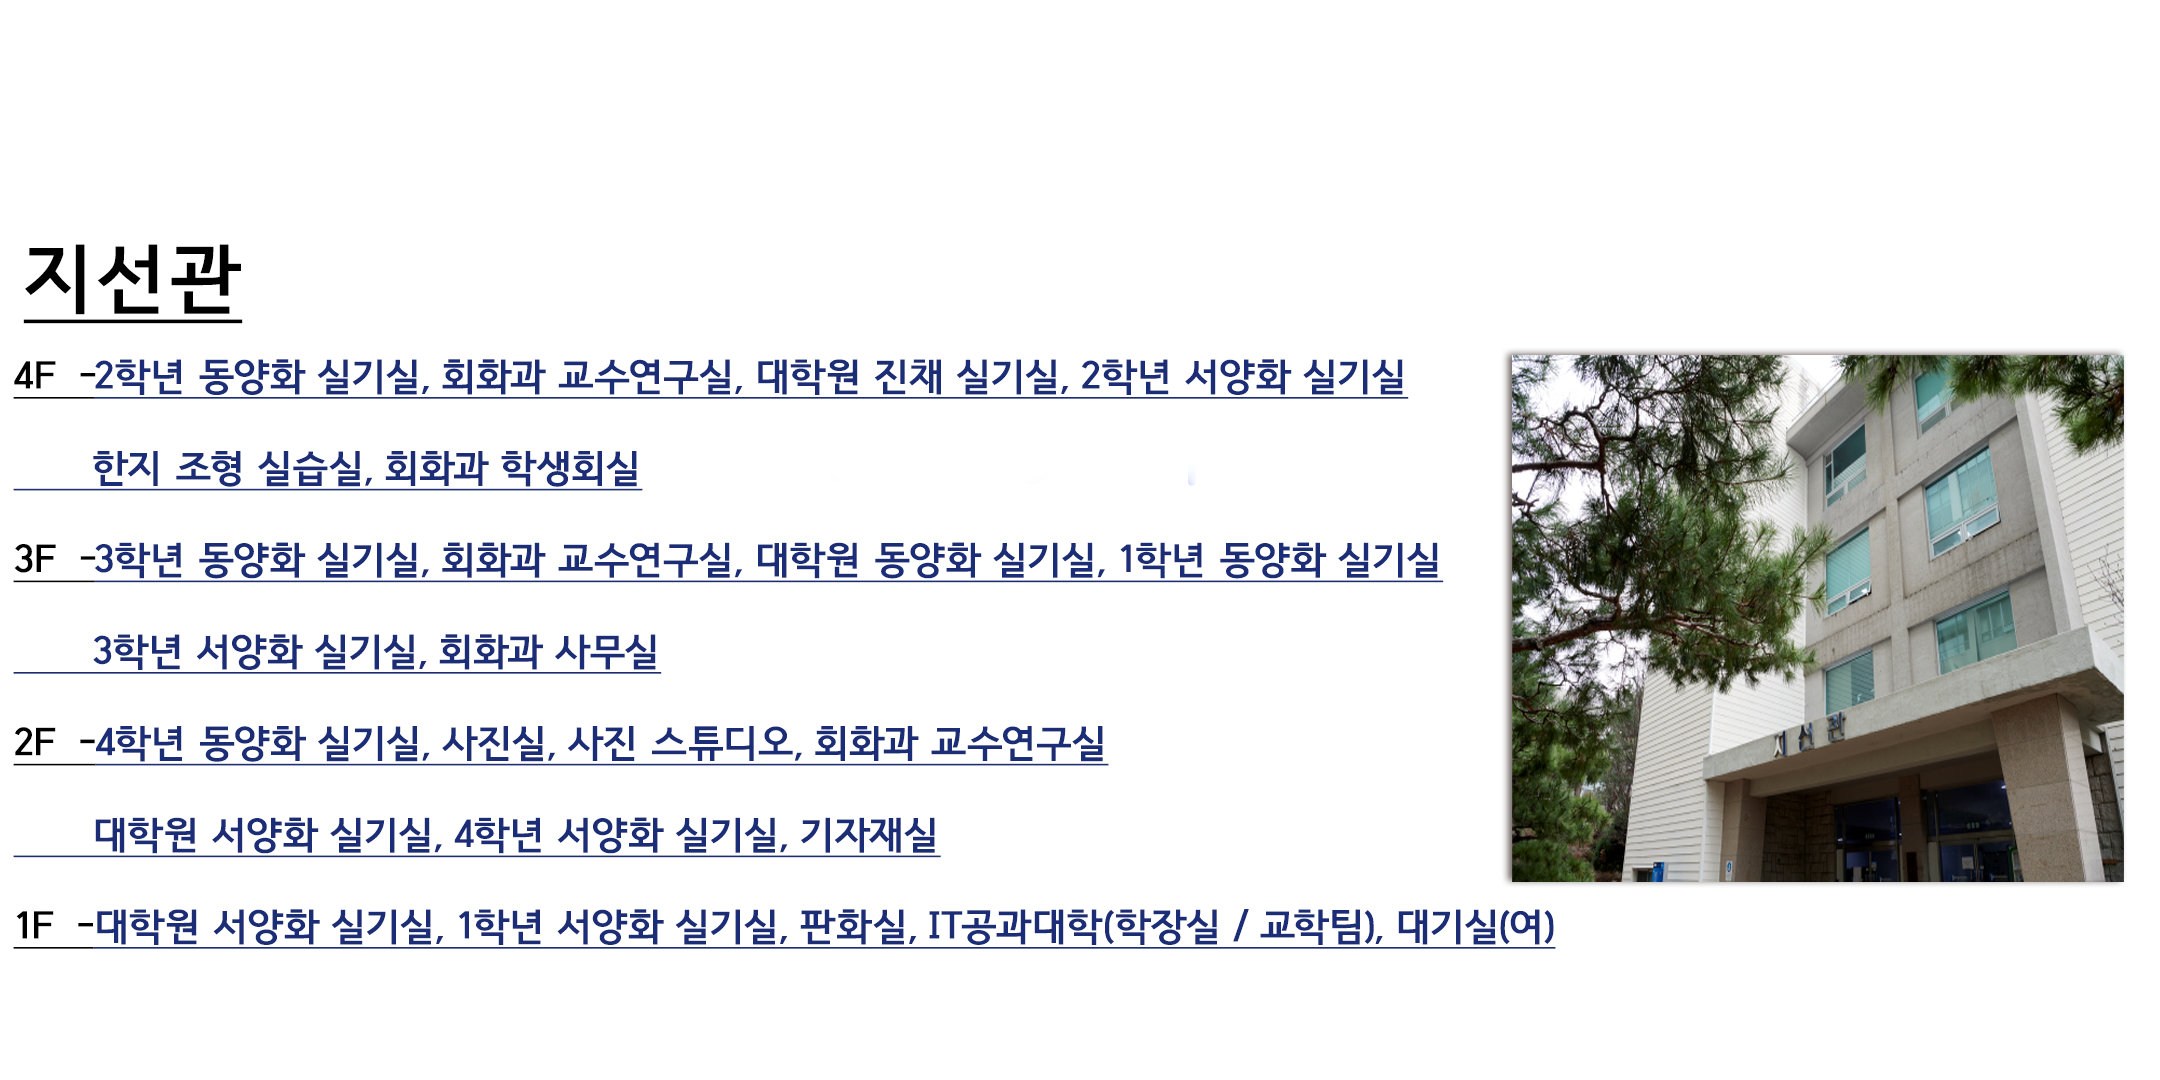 지선관
4F -2학년 동양화 실기실, 회화과 교수연구실, 대학원 진채 실기실, 2학년 서양화 실기실
한지 조형 실습실, 회화과 학생회실
3F -3학년 동양화 실기실, 회화과 교수연구실, 대학원 동양화 실기실, 1학년 동양화 실기실
3학년 서양화 실기실, 회화과 사무실
2F -4학년 동양화 실기실, 사진실, 사진 스튜디오, 회화과 교수연구실
대학원 서양화 실기실, 4학년 서양화 실기실, 기자재실
1F -대학원 서양화 실기실, 1학년 서양화 실기실, 판화실, IT공과대학(학장실 / 교학팀), 대기실(여)
지선관